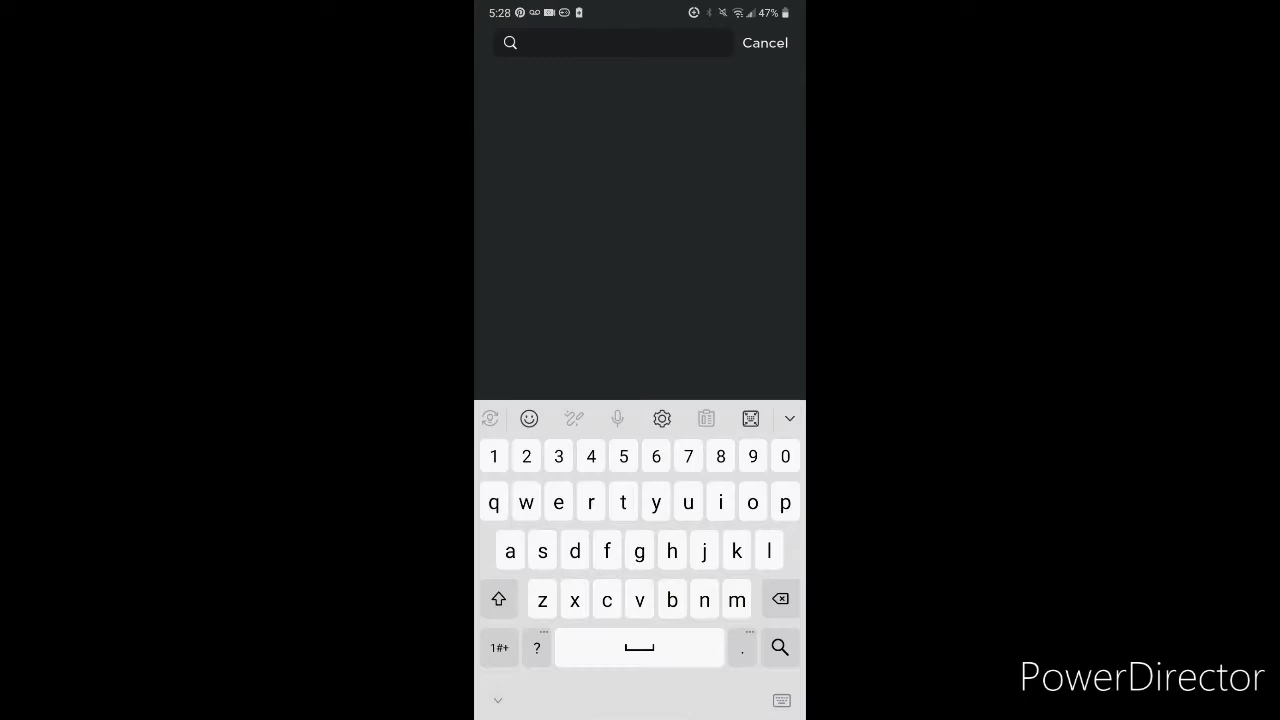 5:28 47%
Cancel
1 2 3 4 5 6 7 8 9 0
q w e r t y u i o p
a s d f g h j k l
z x c v b n m
1#+ ? .
PowerDirector